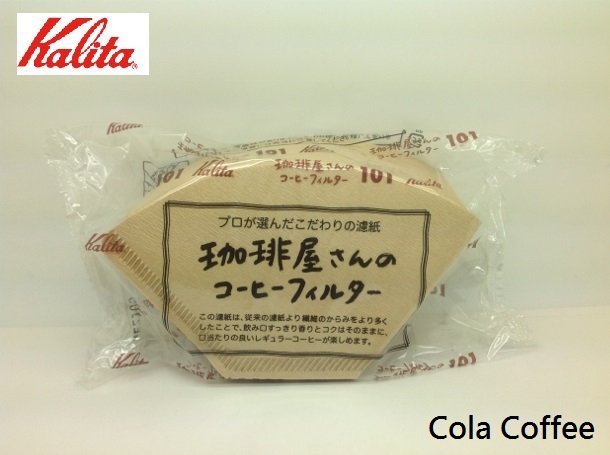 Kalita®
Kalita
101
珈琲屋さんの
コーヒーフィルター
101
Kalita
Kalita
プロが選んだこだわりの濾紙
珈琲屋さんの
コーヒーフィルター
この濾紙は、従来の濾紙より繊維のからみをより多く
したことで、飲み口すっきり香りとコクはそのままに、
口当たりの良いレギュラーコーヒーが楽しめます。
Cola Coffee